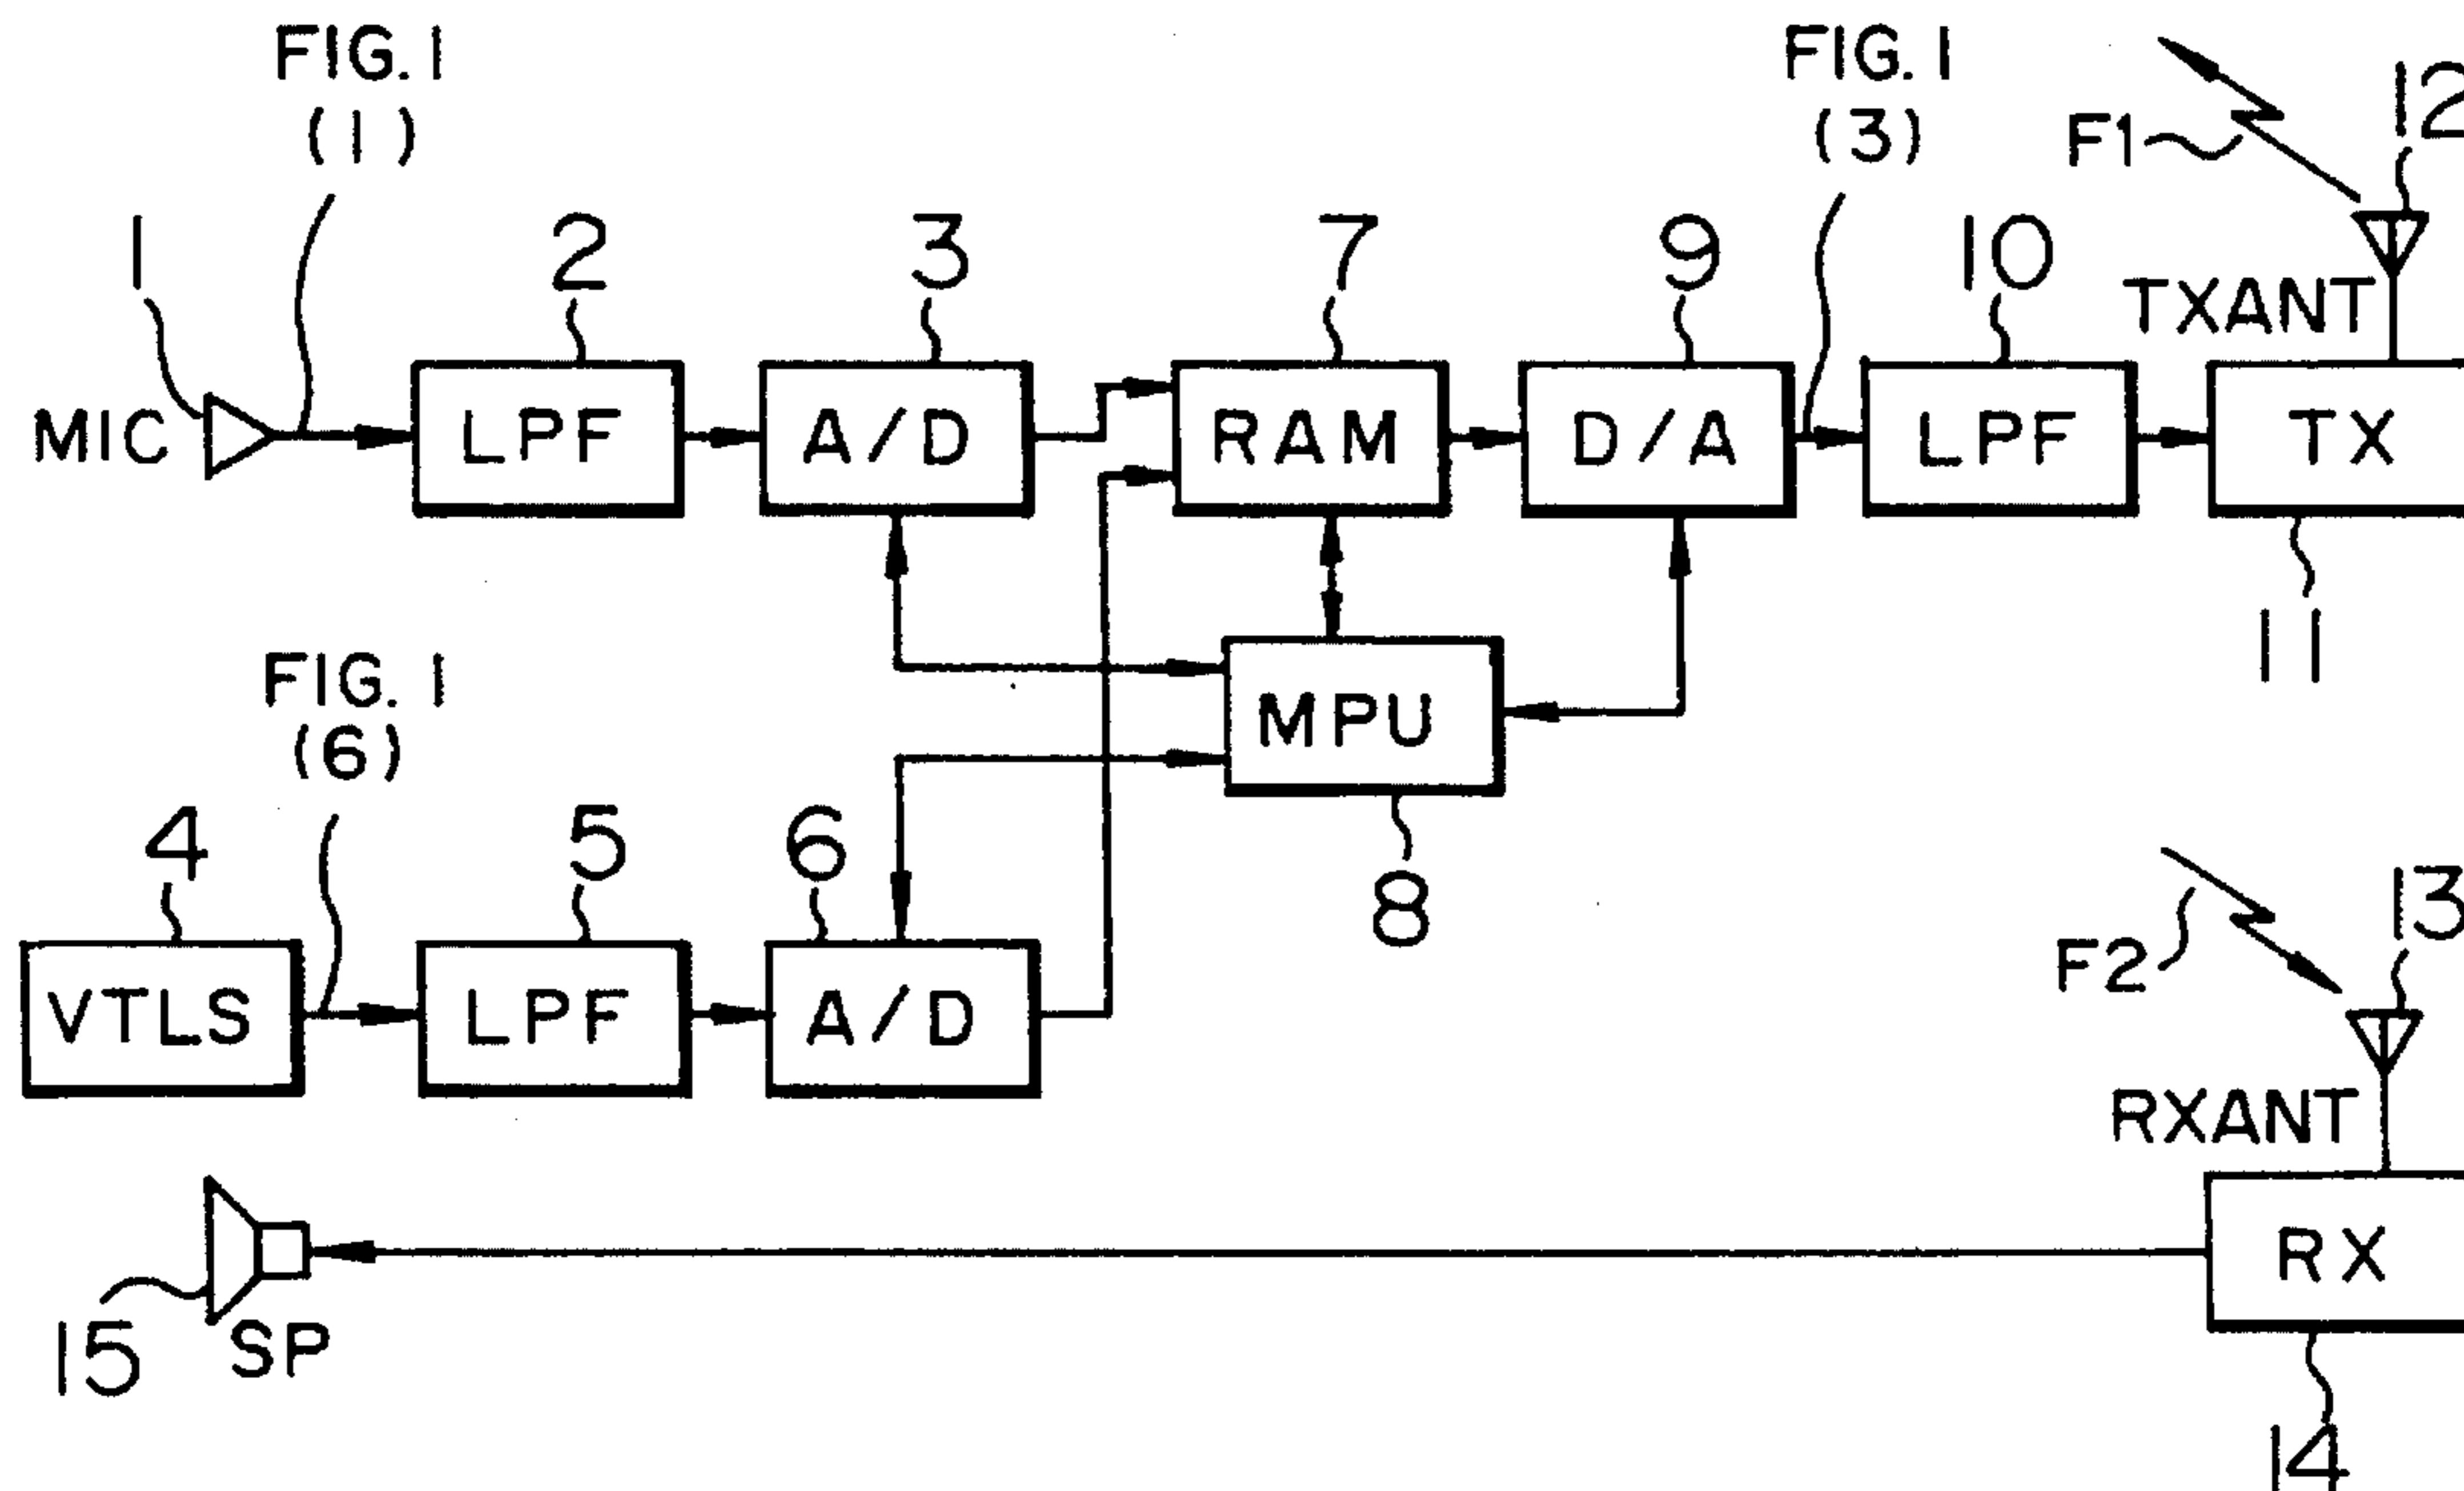 FIG. 1
(1)
FIG. 1
(3)
F1
12
1
2
3
7
9
10
TXANT
MIC
LPF
A/D
RAM
D/A
LPF
TX
11
FIG. 1
(6)
MPU
8
4
5
6
F2
13
VTLS
LPF
A/D
RXANT
RX
15
SP
14